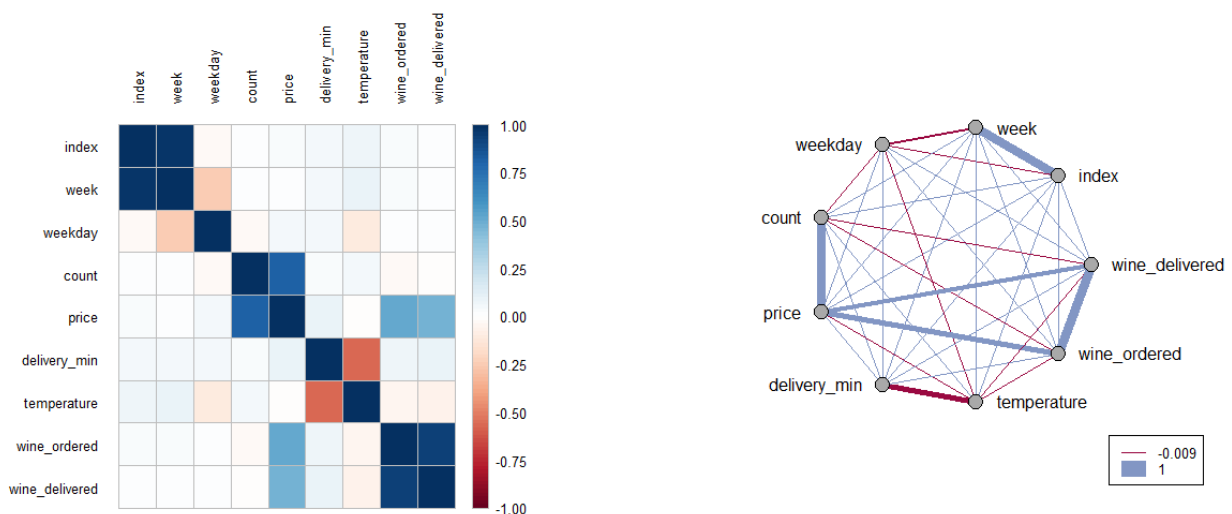 index
week
weekday
count
price
delivery_min
temperature
wine_ordered
wine_delivered
index
week
weekday
count
price
delivery_min
temperature
wine_ordered
wine_delivered
1.00
0.75
0.50
0.25
0.00
-0.25
-0.50
-0.75
-1.00
week
weekday
index
count
wine_delivered
price
wine_ordered
delivery_min
temperature
-0.009
1